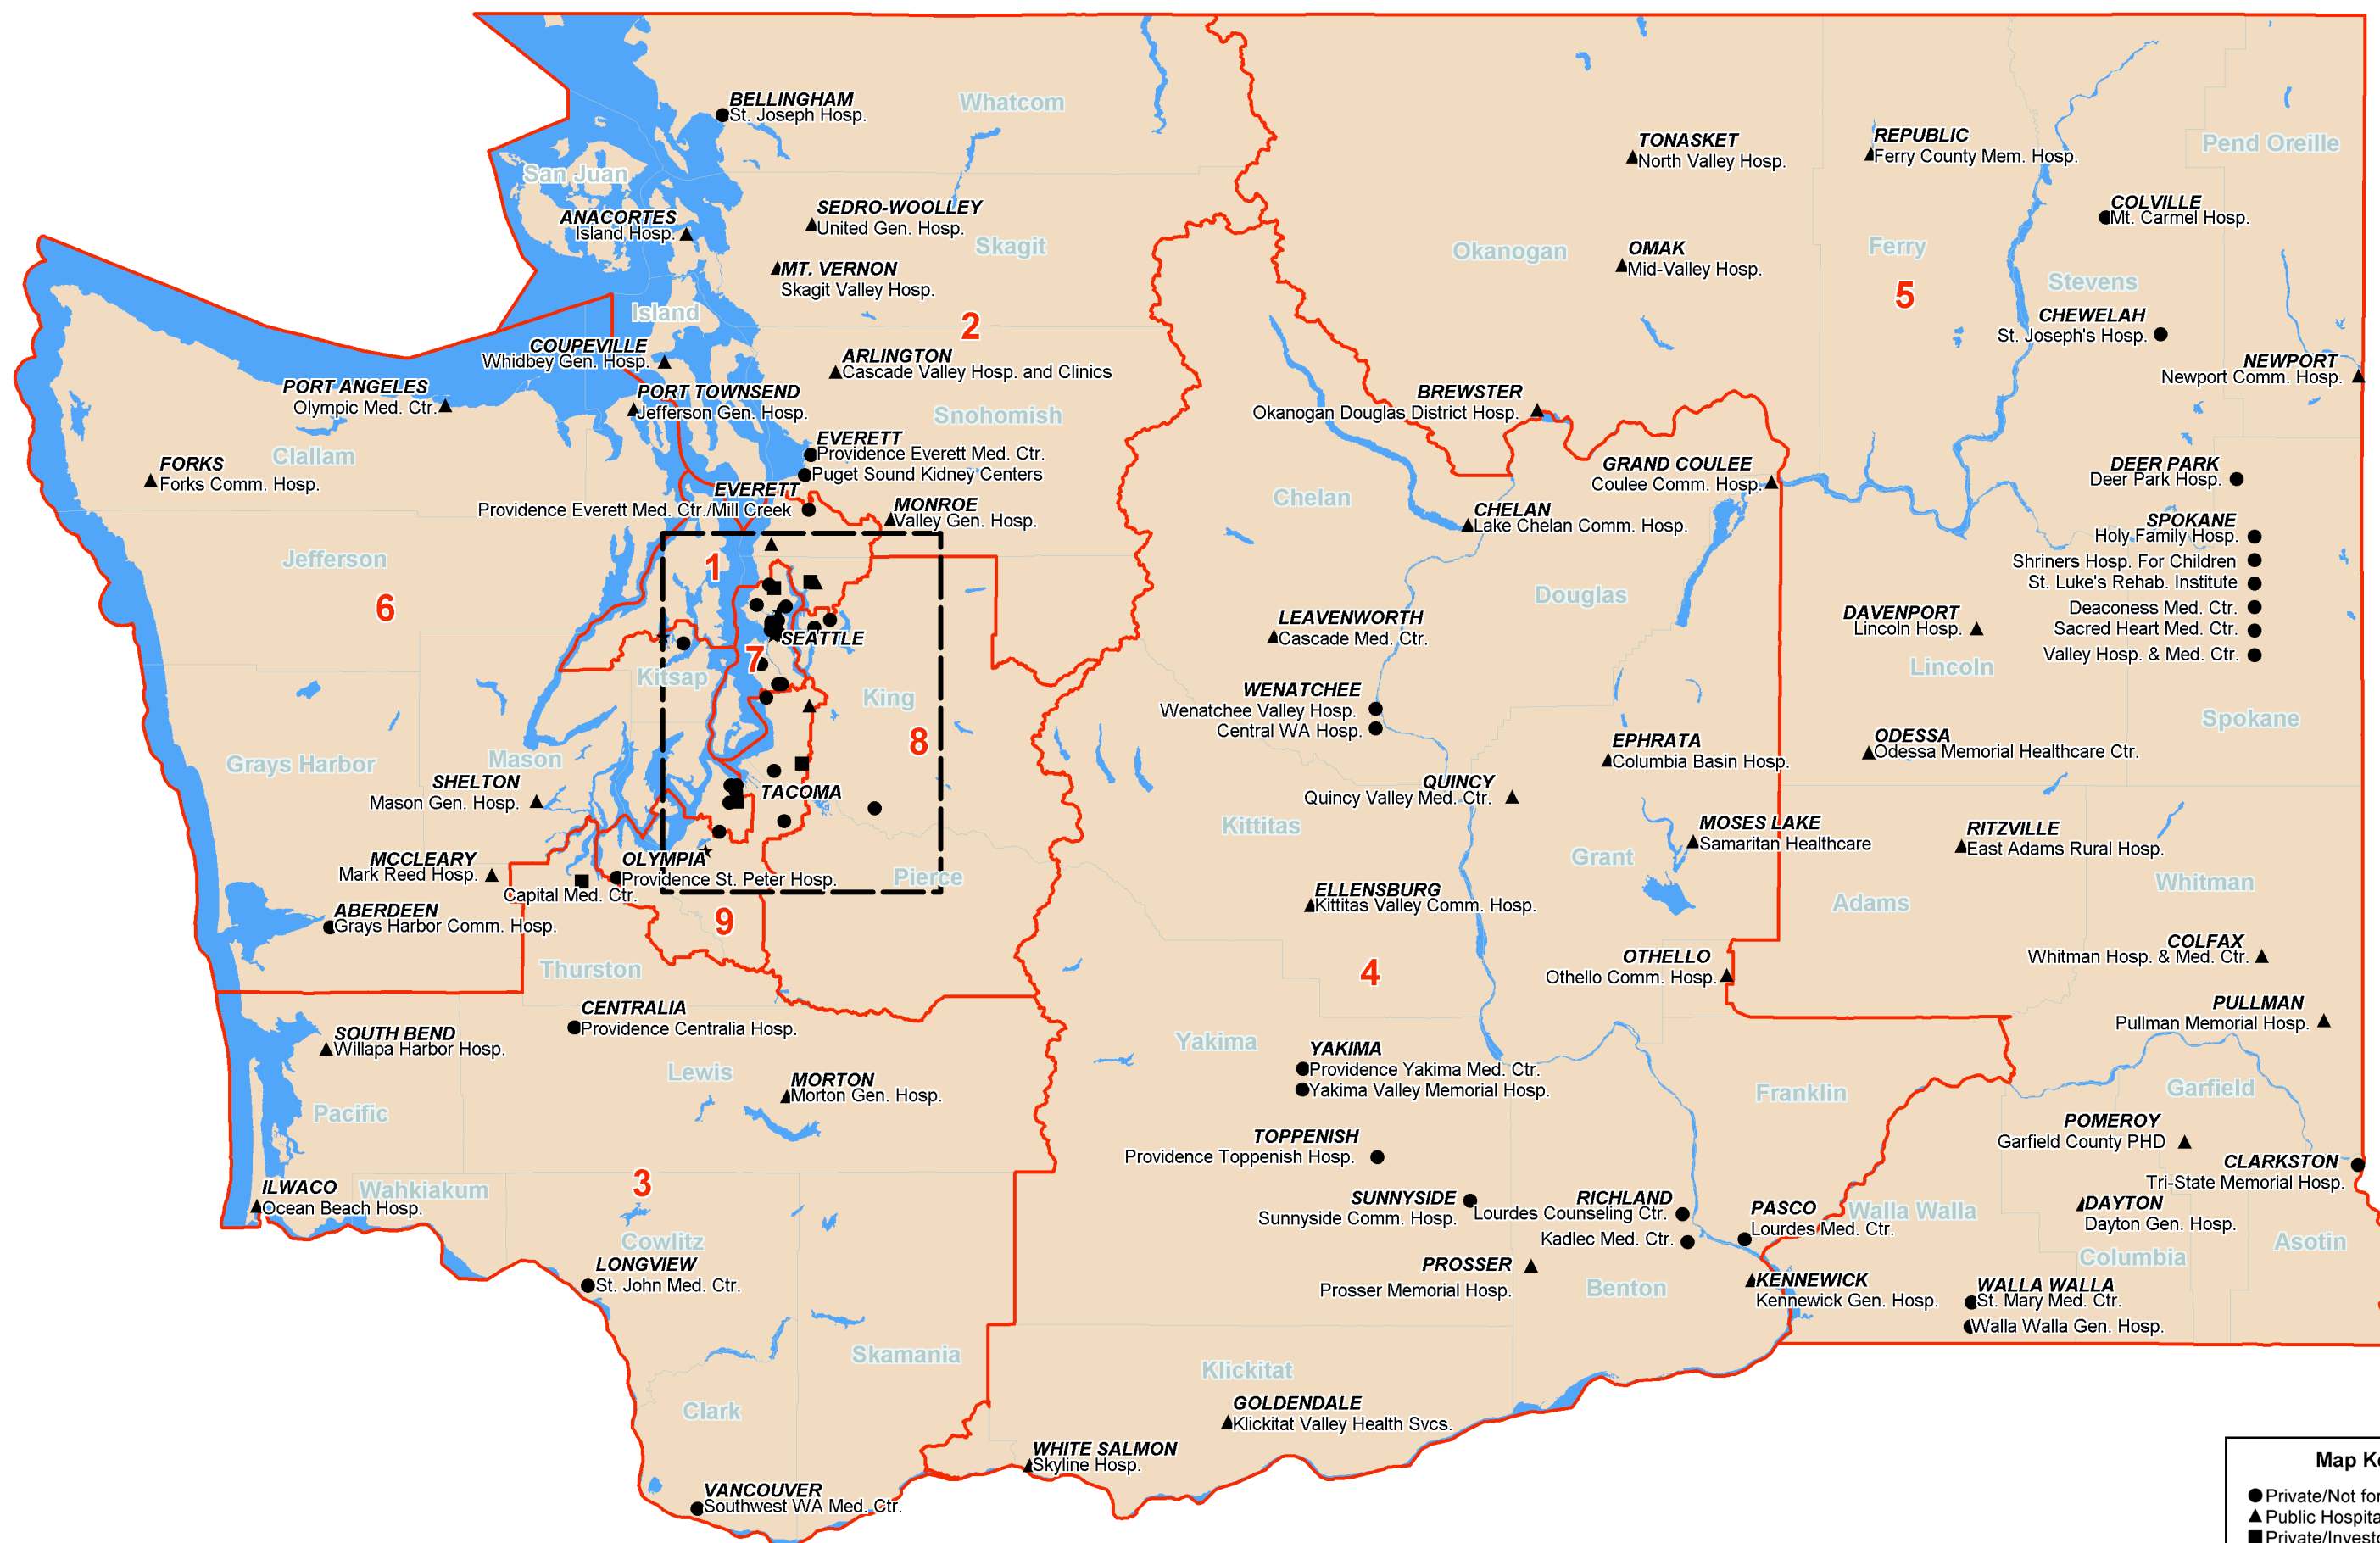 BELLINGHAM
St. Joseph Hosp.
Whatcom
San Juan
ANACORTES
Island Hosp.
SEDRO-WOOLLEY
United Gen. Hosp.
Skagit
MT. VERNON
Skagit Valley Hosp.
Island
2
COUPEVILLE
Whidbey Gen. Hosp.
ARLINGTON
Cascade Valley Hosp. and Clinics
PORT ANGELES
Olympic Med. Ctr.
PORT TOWNSEND
Jefferson Gen. Hosp.
Snohomish
EVERETT
Providence Everett Med. Ctr.
Puget Sound Kidney Centers
Clallam
FORKS
Forks Comm. Hosp.
EVERETT
Providence Everett Med. Ctr./Mill Creek
MONROE
Valley Gen. Hosp.
Jefferson
1
6
SEATTLE
7
Kitsap
King
8
Grays Harbor
Mason
SHELTON
Mason Gen. Hosp.
TACOMA
MCCLEARY
Mark Reed Hosp.
OLYMPIA
Providence St. Peter Hosp.
Capital Med. Ctr.
Pierce
ABERDEEN
Grays Harbor Comm. Hosp.
9
Thurston
CENTRALIA
Providence Centralia Hosp.
SOUTH BEND
Willapa Harbor Hosp.
Lewis
MORTON
Morton Gen. Hosp.
Pacific
3
ILWACO
Ocean Beach Hosp.
Wahkiakum
Cowlitz
LONGVIEW
St. John Med. Ctr.
Skamania
Clark
VANCOUVER
Southwest WA Med. Ctr.
TONASKET
North Valley Hosp.
REPUBLIC
Ferry County Mem. Hosp.
Pend Oreille
COLVILLE
Mt. Carmel Hosp.
Okanogan
OMAK
Mid-Valley Hosp.
Ferry
5
Stevens
CHEWELAH
St. Joseph's Hosp.
NEWPORT
Newport Comm. Hosp.
BREWSTER
Okanogan Douglas District Hosp.
GRAND COULEE
Coulee Comm. Hosp.
DEER PARK
Deer Park Hosp.
Chelan
CHELAN
Lake Chelan Comm. Hosp.
SPOKANE
Holy Family Hosp.
Shriners Hosp. For Children
St. Luke's Rehab. Institute
Deaconess Med. Ctr.
Sacred Heart Med. Ctr.
Valley Hosp. & Med. Ctr.
Douglas
LEAVENWORTH
Cascade Med. Ctr.
DAVENPORT
Lincoln Hosp.
Lincoln
WENATCHEE
Wenatchee Valley Hosp.
Central WA Hosp.
Spokane
EPHRATA
Columbia Basin Hosp.
ODESSA
Odessa Memorial Healthcare Ctr.
QUINCY
Quincy Valley Med. Ctr.
Kittitas
MOSES LAKE
Samaritan Healthcare
RITZVILLE
East Adams Rural Hosp.
Grant
Whitman
ELLENSBURG
Kittitas Valley Comm. Hosp.
Adams
COLFAX
Whitman Hosp. & Med. Ctr.
4
OTHELLO
Othello Comm. Hosp.
PULLMAN
Pullman Memorial Hosp.
Yakima
YAKIMA
Providence Yakima Med. Ctr.
Yakima Valley Memorial Hosp.
Franklin
Garfield
POMEROY
Garfield County PHD
TOPPENISH
Providence Toppenish Hosp.
CLARKSTON
Tri-State Memorial Hosp.
SUNNYSIDE
Sunnyside Comm. Hosp.
RICHLAND
Lourdes Counseling Ctr.
Kadlec Med. Ctr.
PASCO
Lourdes Med. Ctr.
Walla Walla
DAYTON
Dayton Gen. Hosp.
Columbia
Asotin
PROSSER
Prosser Memorial Hosp.
Benton
KENNEWICK
Kennewick Gen. Hosp.
WALLA WALLA
St. Mary Med. Ctr.
Walla Walla Gen. Hosp.
Klickitat
GOLDENDALE
Klickitat Valley Health Svcs.
WHITE SALMON
Skyline Hosp.
Map
Private/Not for
Public